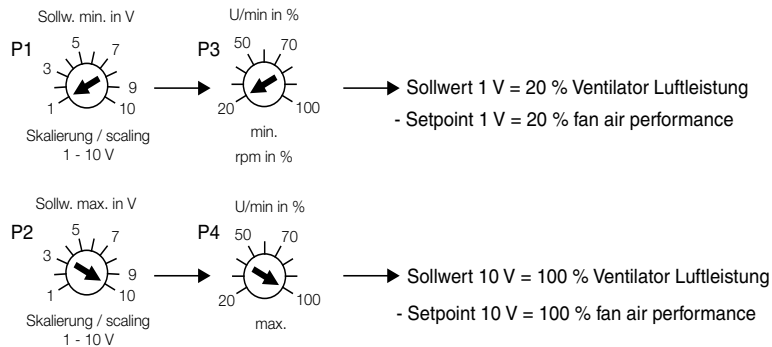 Sollw. min. in V
U/min in %
P1
1
3
5
7
9
10
P3
20
50
70
100
Sollwert 1 V = 20 % Ventilator Luftleistung
- Setpoint 1 V = 20 % fan air performance
Skalierung / scaling
1 - 10 V
min.
rpm in %
Sollw. max. in V
U/min in %
P2
1
3
5
7
9
10
P4
20
50
70
100
Sollwert 10 V = 100 % Ventilator Luftleistung
- Setpoint 10 V = 100 % fan air performance
Skalierung / scaling
1 - 10 V
max.